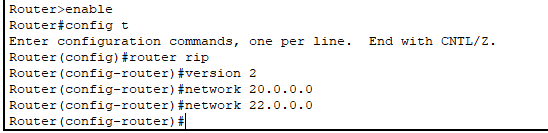 Router>enable
Router#config t
Enter configuration commands, one per line.  End with CNTL/Z.
Router(config)#router rip
Router(config-router)#version 2
Router(config-router)#network 20.0.0.0
Router(config-router)#network 22.0.0.0
Router(config-router)#